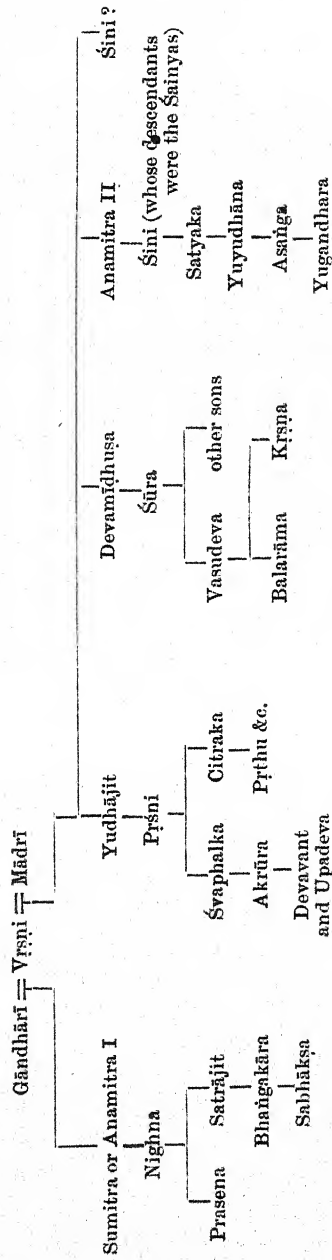 Gāndhārī = Vṛṣṇi = Mādrī
Sumitra or Anamitra I
Nighna
Prasena
Satrājit
Bhaṅgakāra
Sabhākṣa
Yudhājit
Pṛśni
Śvaphalka
Citraka
Akrūra
Pṛthu &c.
Devavant
and Upadeva
Devamīḍhuṣa
Śūra
Vasudeva
other sons
Balarāma
Kṛṣṇa
Anamitra II
Śini (whose descendants
were the Śainyas)
Satyaka
Yuyudhāna
Asaṅga
Yugandhara
Śini ?